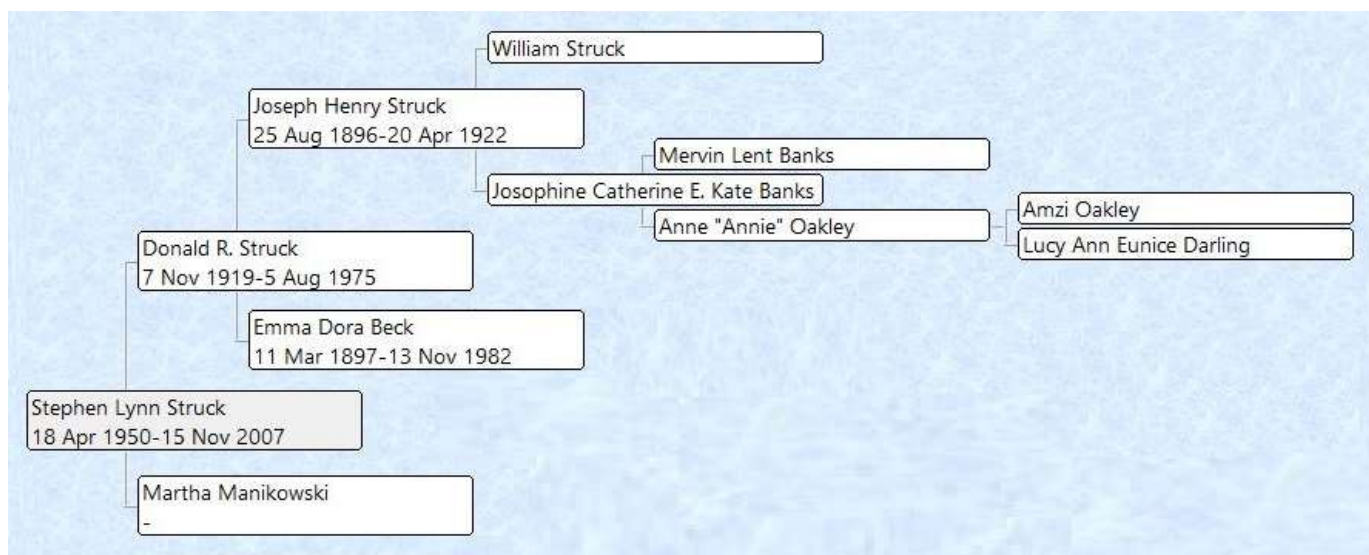 William Struck
Joseph Henry Struck
25 Aug 1896-20 Apr 1922
Mervin Lent Banks
Josophine Catherine E. Kate Banks
Amzi Oakley
Anne "Annie" Oakley
Lucy Ann Eunice Darling
Donald R. Struck
7 Nov 1919-5 Aug 1975
Emma Dora Beck
11 Mar 1897-13 Nov 1982
Stephen Lynn Struck
18 Apr 1950-15 Nov 2007
Martha Manikowski
-